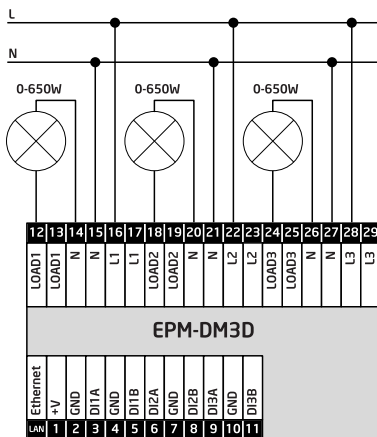 L
N
0-650W 0-650W 0-650W
12 13 14 15 16 17 18 19 20 21 22 23 24 25 26 27 28 29
LOAD1 LOAD1 N N L1 L1 LOAD2 LOAD2 N N L2 L2 LOAD3 LOAD3 N N L3 L3
EPM-DM3D
Ethernet +V GND DI1A GND DI1B DI2A GND DI2B DI3A GND DI3B
LAN 1 2 3 4 5 6 7 8 9 10 11